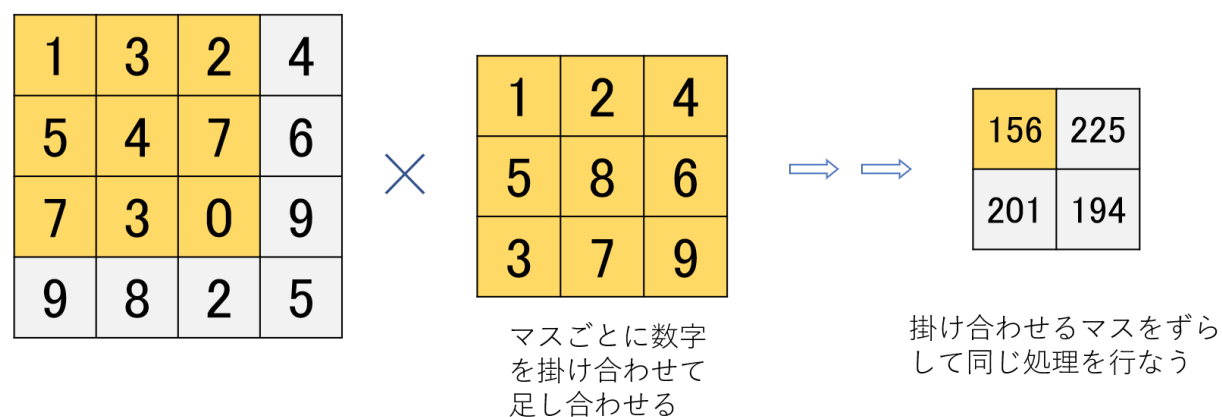 1 3 2 4
5 4 7 6
7 3 0 9
9 8 2 5
×
1 2 4
5 8 6
3 7 9
マスごとに数字
を掛け合わせて
足し合わせる
156 225
201 194
掛け合わせるマスをずら
して同じ処理を行なう